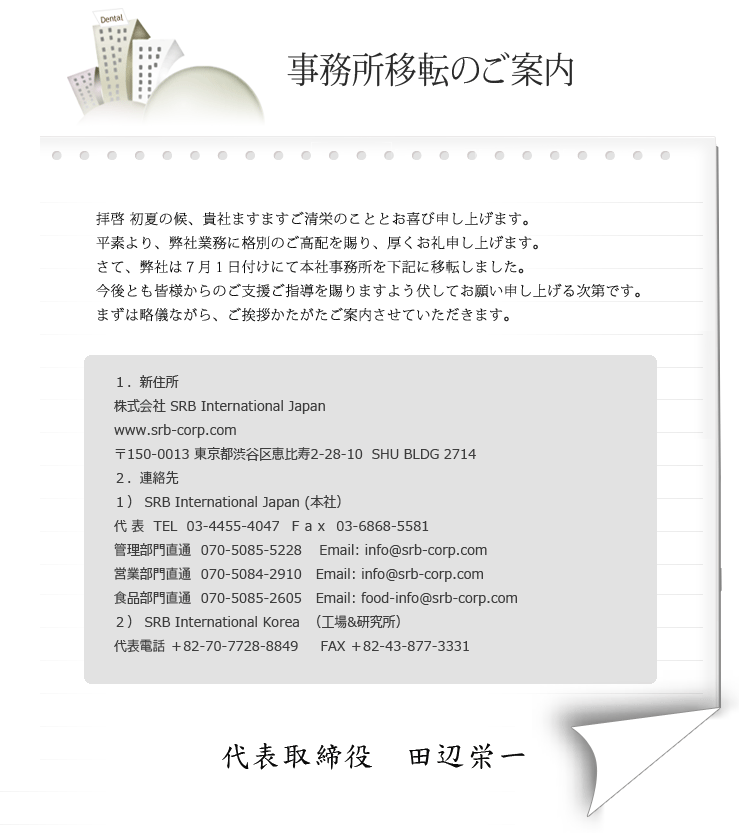 Dental
事務所移転のご案内
拝啓 初夏の候、貴社ますますご清栄のこととお喜び申し上げます。
平素より、弊社業務に格別のご高配を賜り、厚くお礼申し上げます。
さて、弊社は７月１日付けにて本社事務所を下記に移転しました。
今後とも皆様からのご支援ご指導を賜りますよう伏してお願い申し上げる次第です。
まずは略儀ながら、ご挨拶かたがたご案内させていただきます。
１．新住所
株式会社 SRB International Japan
www.srb-corp.com
〒150-0013 東京都渋谷区恵比寿2-28-10 SHU BLDG 2714
２．連絡先
１） SRB International Japan (本社）
代 表 TEL 03-4455-4047 Ｆａｘ 03-6868-5581
管理部門直通 070-5085-5228 Email: info@srb-corp.com
営業部門直通 070-5084-2910 Email: info@srb-corp.com
食品部門直通 070-5085-2605 Email: food-info@srb-corp.com
２） SRB International Korea （工場&研究所）
代表電話 ＋82-70-7728-8849 FAX ＋82-43-877-3331
代表取締役 田辺栄一